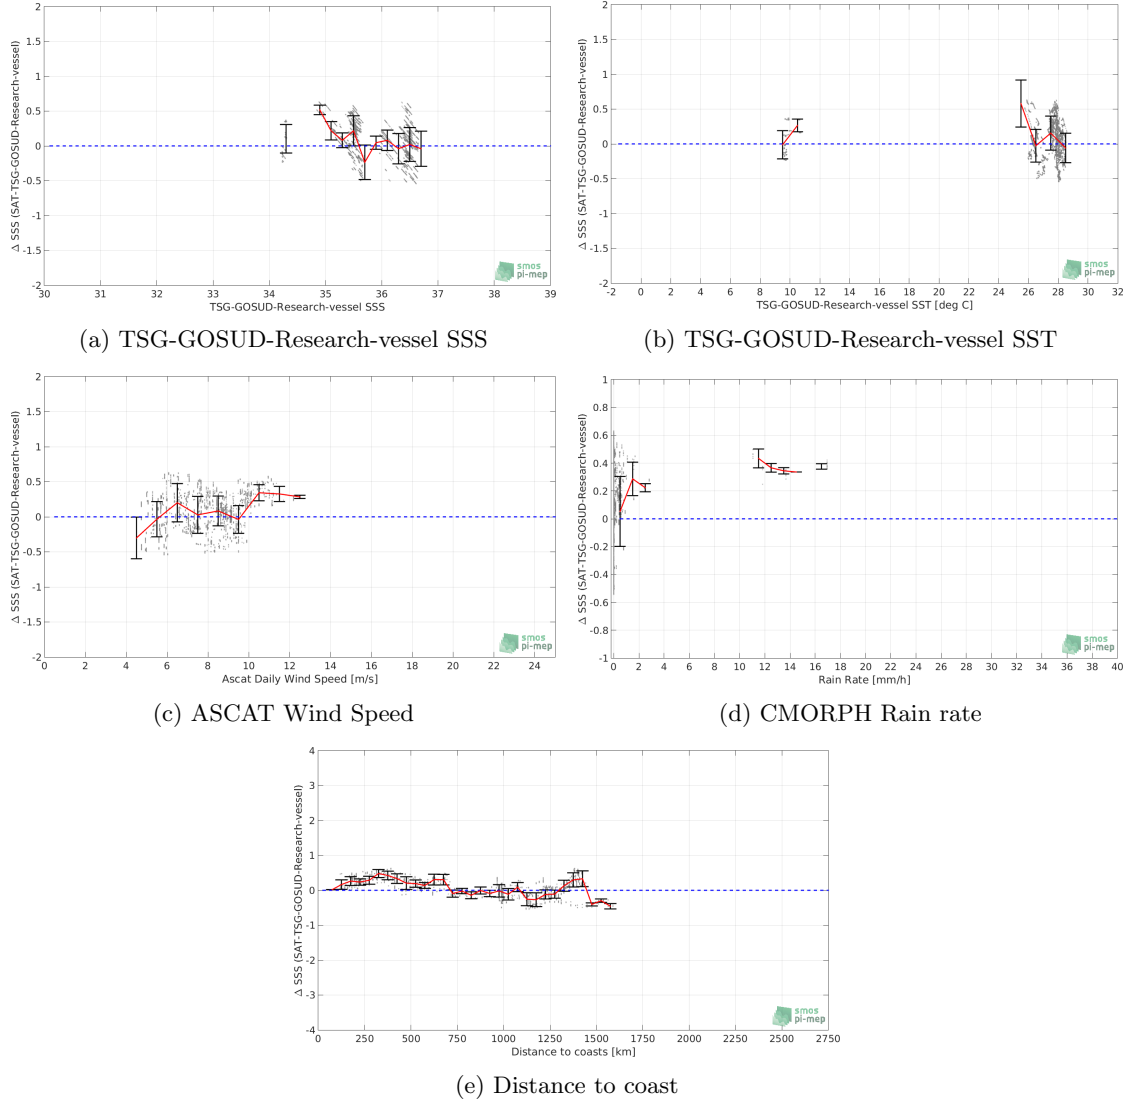 2
1.5
1
0.5
0
-0.5
-1
-1.5
-2
Δ SSS (SAT-TSG-GOSUD-Research-vessel)
30 31 32 33 34 35 36 37 38 39
TSG-GOSUD-Research-vessel SSS
smos
pi-mep
(a) TSG-GOSUD-Research-vessel SSS
2
1.5
1
0.5
0
-0.5
-1
-1.5
-2
Δ SSS (SAT-TSG-GOSUD-Research-vessel)
-2 0 2 4 6 8 10 12 14 16 18 20 22 24 26 28 30 32
TSG-GOSUD-Research-vessel SST [deg C]
smos
pi-mep
(b) TSG-GOSUD-Research-vessel SST
2
1.5
1
0.5
0
-0.5
-1
-1.5
-2
Δ SSS (SAT-TSG-GOSUD-Research-vessel)
0 2 4 6 8 10 12 14 16 18 20 22 24
Ascat Daily Wind Speed [m/s]
smos
pi-mep
(c) ASCAT Wind Speed
1
0.8
0.6
0.4
0.2
0
-0.2
-0.4
-0.6
-0.8
-1
Δ SSS (SAT-TSG-GOSUD-Research-vessel)
0 2 4 6 8 10 12 14 16 18 20 22 24 26 28 30 32 34 36 38 40
Rain Rate [mm/h]
smos
pi-mep
(d) CMORPH Rain rate
4
3
2
1
0
-1
-2
-3
-4
Δ SSS (SAT-TSG-GOSUD-Research-vessel)
0 250 500 750 1000 1250 1500 1750 2000 2250 2500 2750
Distance to coasts [km]
smos
pi-mep
(e) Distance to coast